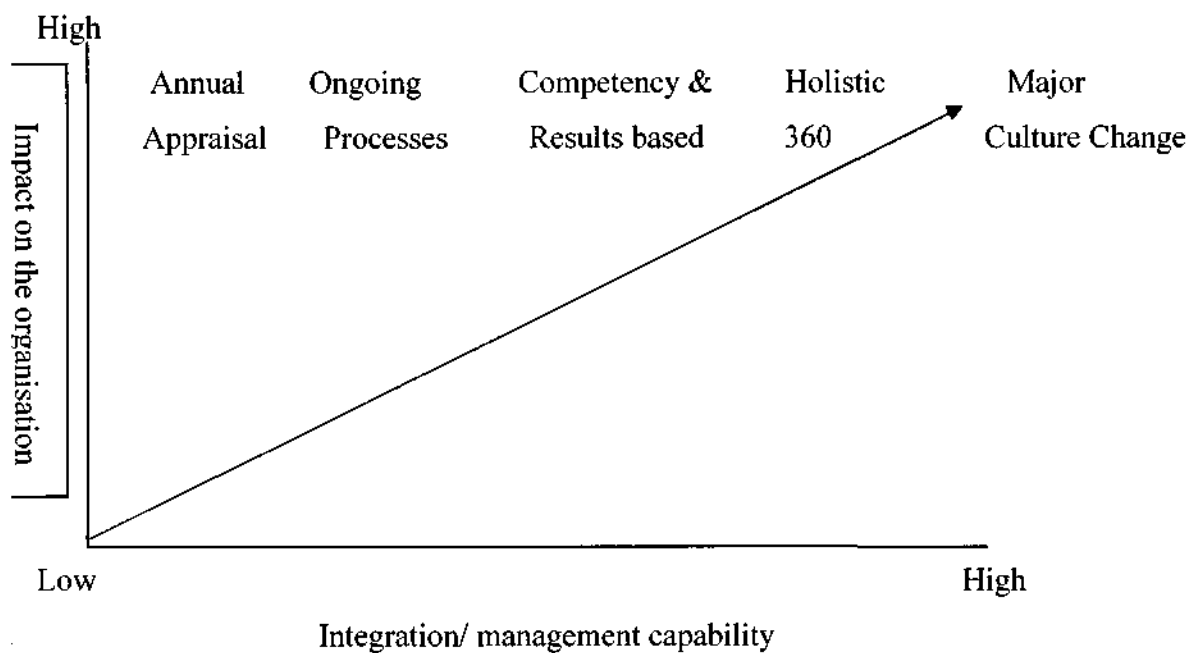 High
Annual Ongoing Competency & Holistic Major
Appraisal Processes Results based 360 Culture Change
Impact on the organisation
Low High
Integration/ management capability